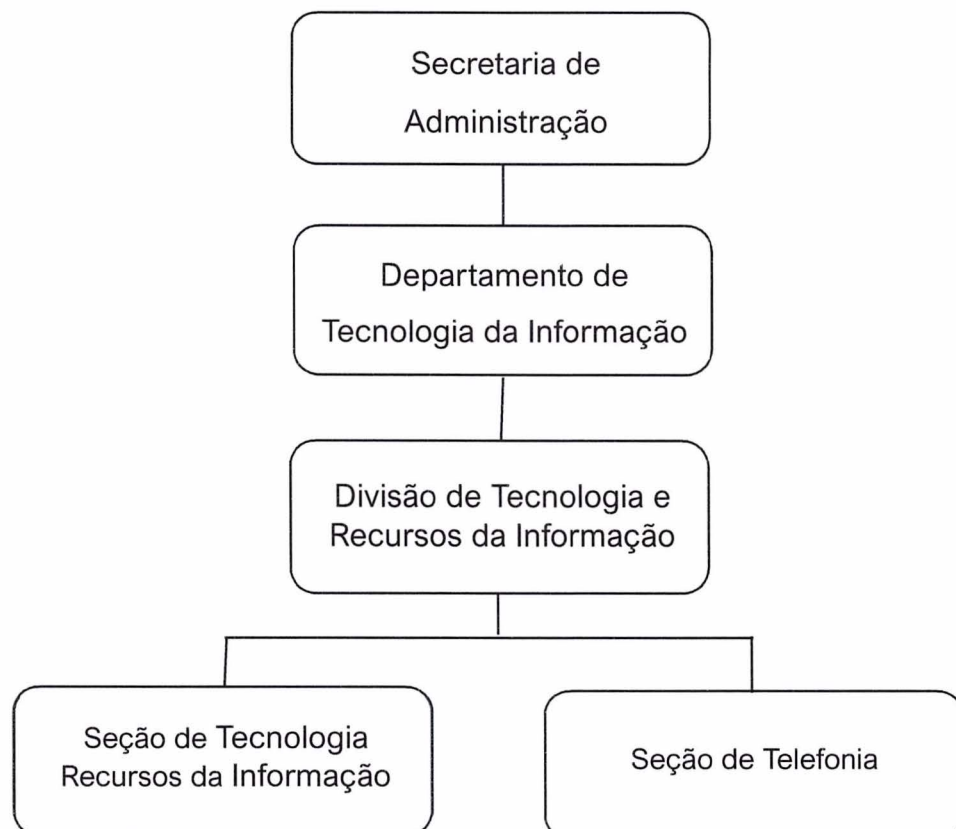 Secretaria de
Administração
Departamento de
Tecnologia da Informação
Divisão de Tecnologia e
Recursos da Informação
Seção de Tecnologia
Recursos da Informação
Seção de Telefonia